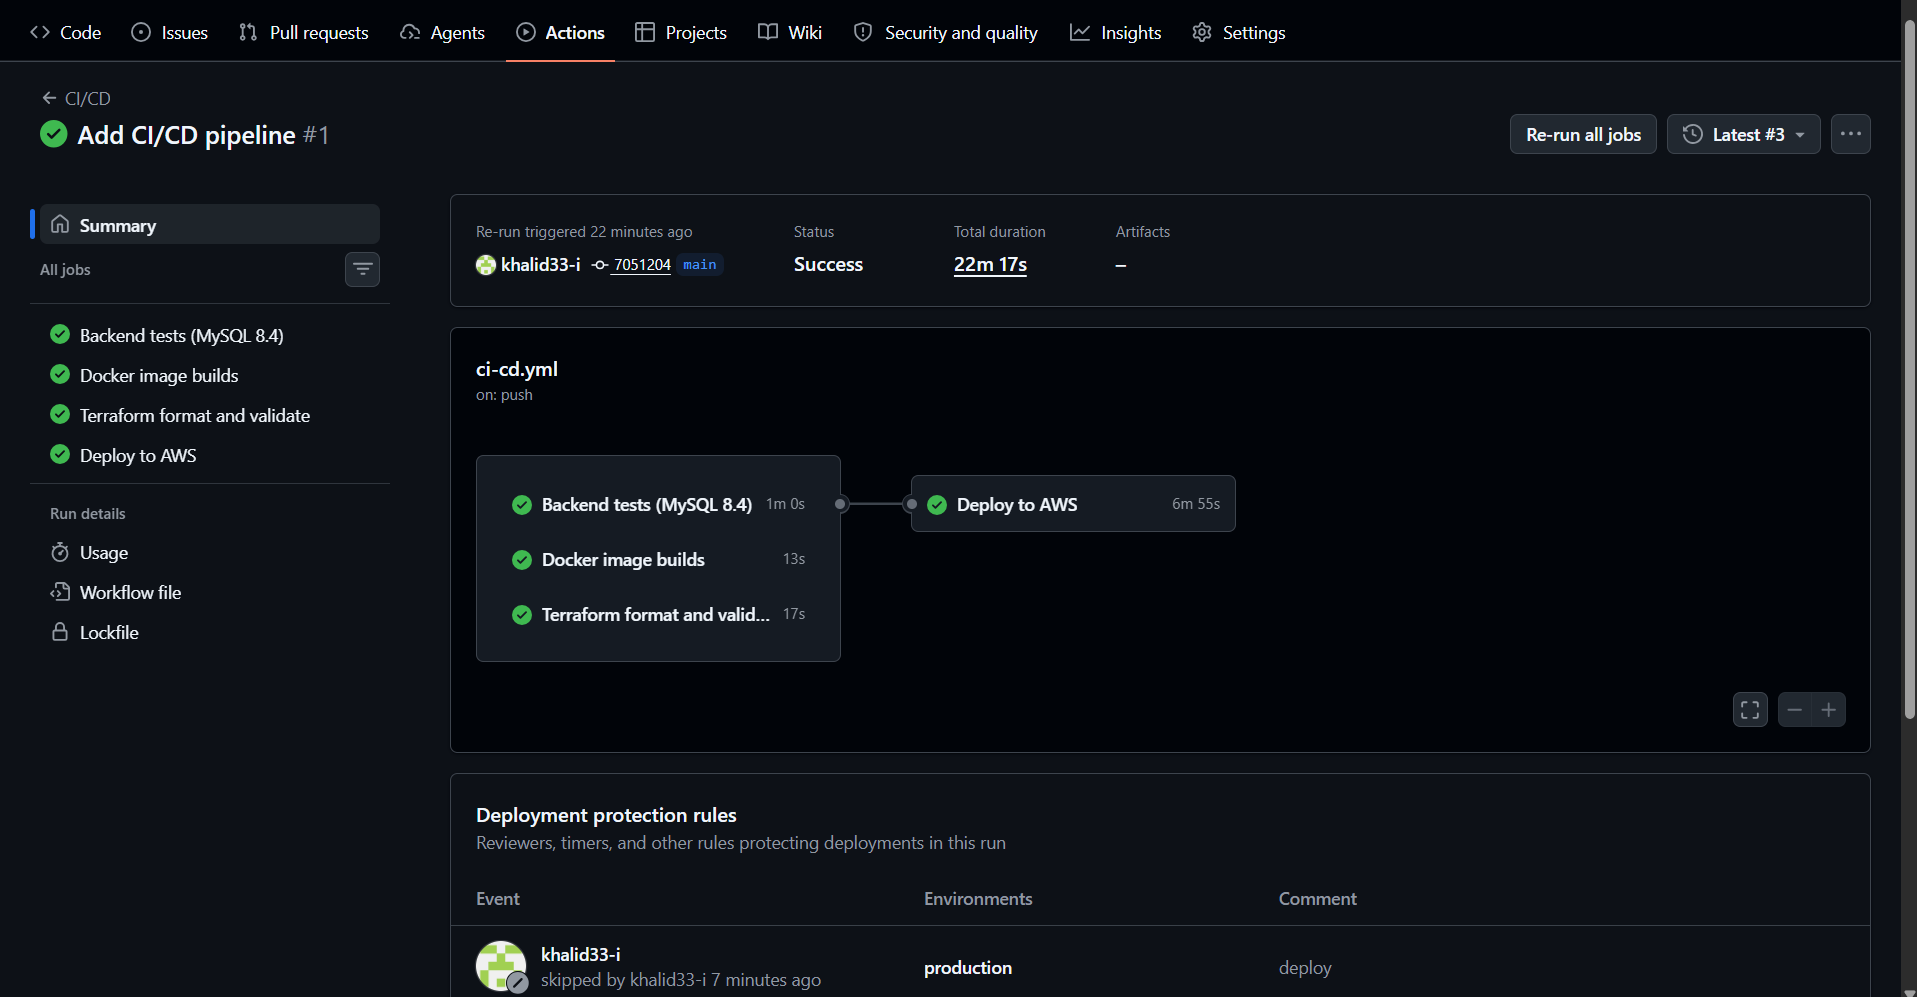 Code Issues Pull requests Agents Actions Projects Wiki Security and quality Insights Settings
CI/CD
Add CI/CD pipeline #1
Re-run all jobs Latest #3
Summary
All jobs
Backend tests (MySQL 8.4)
Docker image builds
Terraform format and validate
Deploy to AWS
Run details
Usage
Workflow file
Lockfile
Re-run triggered 22 minutes ago Status Total duration Artifacts
khalid33-i 7051204 main Success 22m 17s –
ci-cd.yml
on: push
Backend tests (MySQL 8.4) 1m 0s Deploy to AWS 6m 55s
Docker image builds 13s
Terraform format and valid... 17s
Deployment protection rules
Reviewers, timers, and other rules protecting deployments in this run
Event Environments Comment
khalid33-i
skipped by khalid33-i 7 minutes ago production deploy